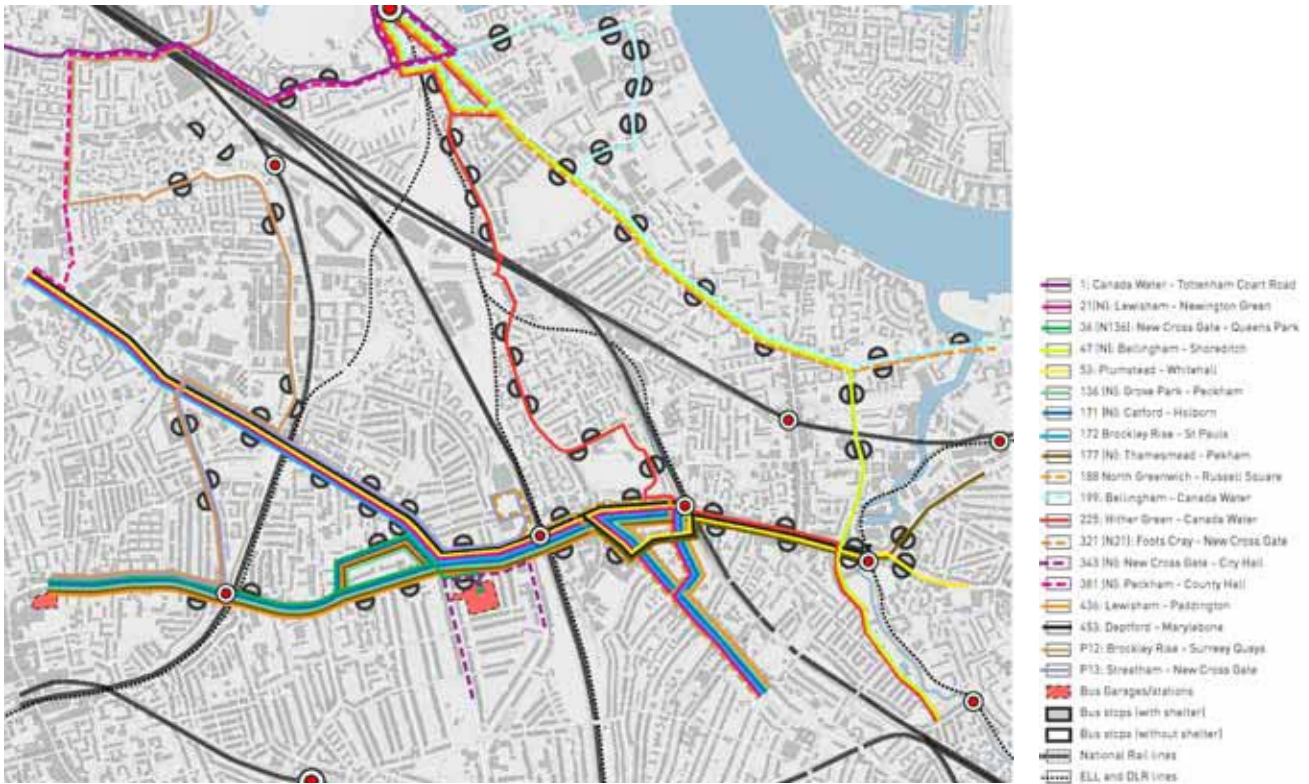 1: Canada Water - Tottenham Court Road
21(N): Lewisham - Newington Green
36 (N136): New Cross Gate - Queens Park
47 (N): Bellingham - Shoreditch
53: Plumstead - Whitehall
136 (N): Grove Park - Peckham
171 (N): Catford - Holborn
172 Brockley Rise - St Pauls
177 (N): Thamesmead - Pekham
188 North Greenwich - Russell Square
199: Bellingham - Canada Water
225: Hither Green - Canada Water
321 (N21): Foots Cray - New Cross Gate
343 (N): New Cross Gate - City Hall
381 (N): Peckham - County Hall
436: Lewisham - Paddington
453: Deptford - Marylebone
P12: Brockley Rise - Surrey Quays
P13: Streatham - New Cross Gate
Bus Garages/stations
Bus stops (with shelter)
Bus stops (without shelter)
National Rail lines
ELL and DLR lines